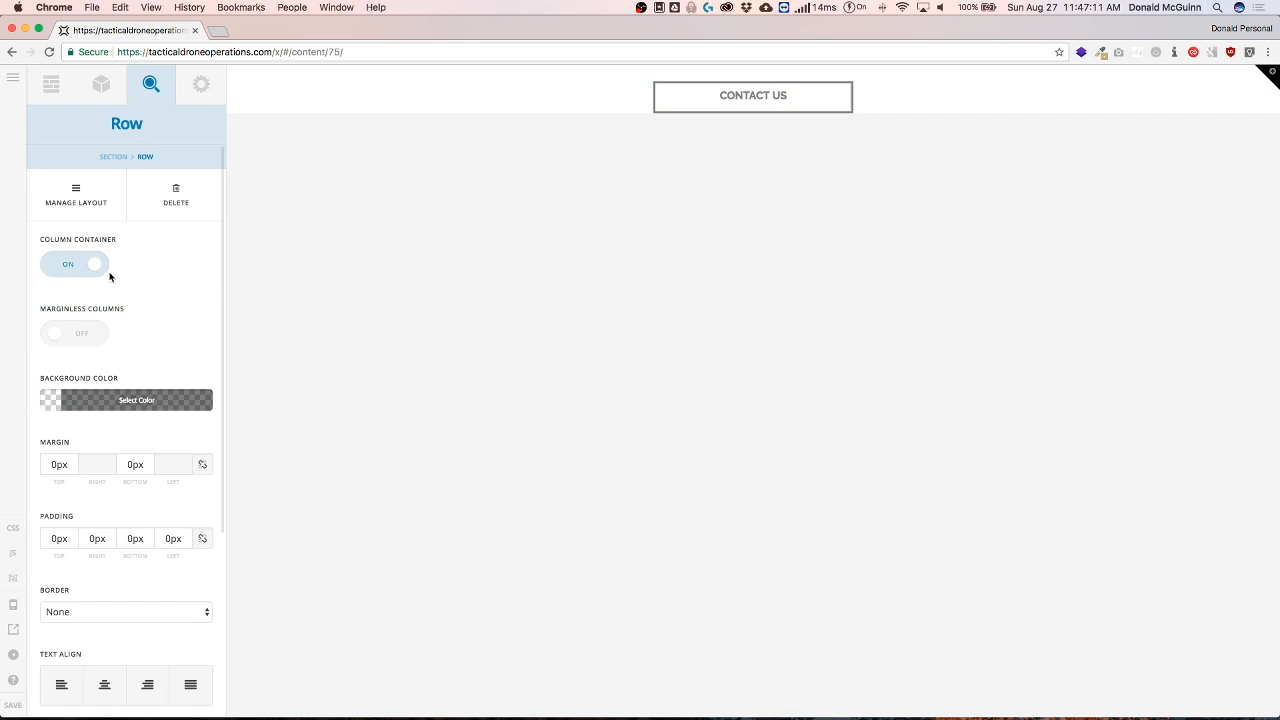 Chrome File Edit View History Bookmarks People Window Help 14ms On 100% Sun Aug 27 11:47:11 AM Donald McGuinn
https://tacticaldroneoperations. Donald Personal
Secure https://tacticaldroneoperations.com/x/#/content/75/
Row
SECTION > ROW
MANAGE LAYOUT DELETE
COLUMN CONTAINER
ON
MARGINLESS COLUMNS
OFF
BACKGROUND COLOR
Select Color
MARGIN
0px 0px
TOP RIGHT BOTTOM LEFT
PADDING
0px 0px 0px 0px
TOP RIGHT BOTTOM LEFT
BORDER
None
TEXT ALIGN
CSS
JS
SAVE
CONTACT US